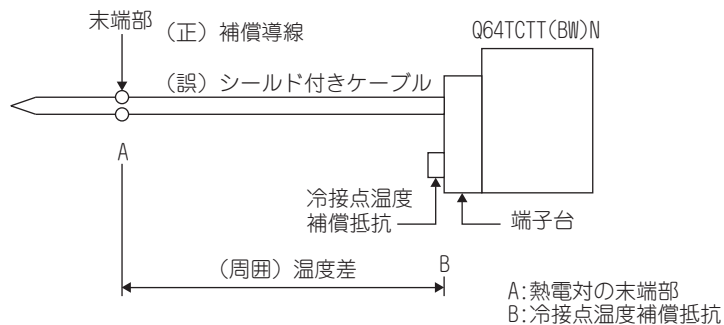 末端部
(正) 補償導線
Q64TCTT(BW)N
(誤) シールド付きケーブル
A
冷接点温度
補償抵抗
端子台
(周囲) 温度差
B
A:熱電対の末端部
B:冷接点温度補償抵抗